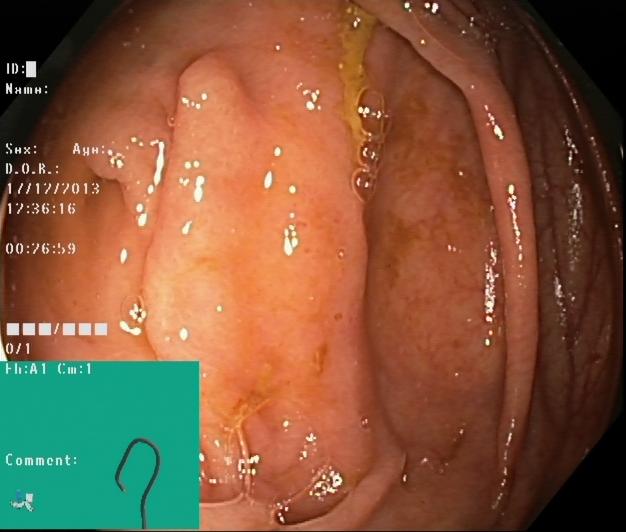 ID:
Name:
Sex: Age:
D.O.B.:
17/12/2013
12:36:16
00:26:59
/
0/1
Eh:A1 Cm:1
Comment: